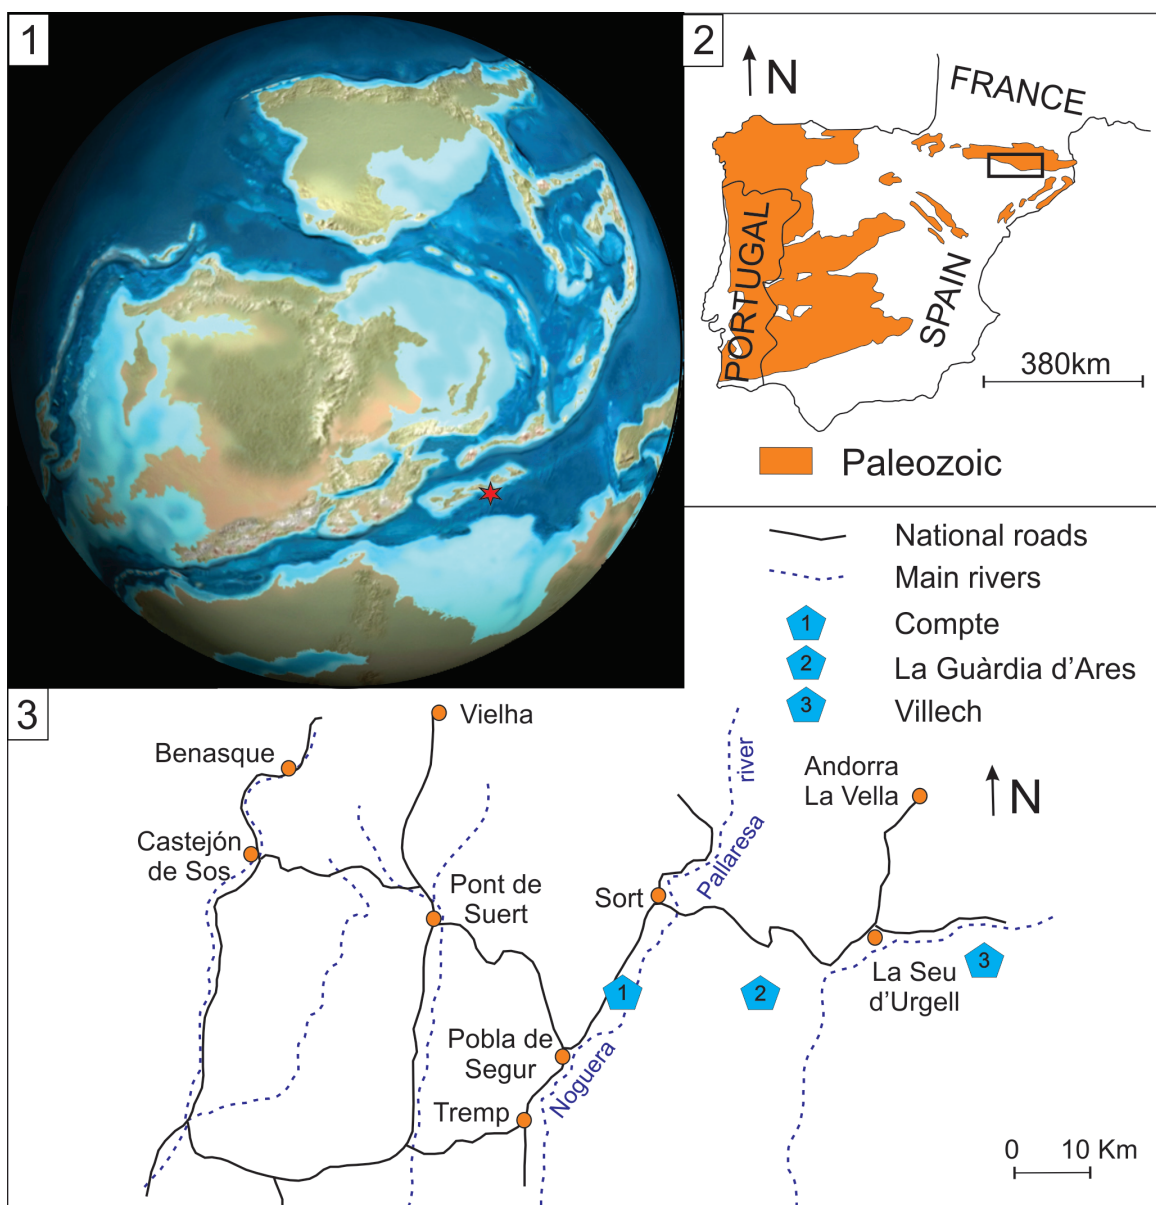 1
2
N
FRANCE
PORTUGAL
SPAIN
380km
Paleozoic
National roads
Main rivers
1
Compte
2
La Guàrdia d'Ares
3
Villech
3
Vielha
Benasque
river
Andorra
La Vella
N
Castejón
de Sos
Pallaresa
Pont de
Suert
Sort
3
La Seu
d'Urgell
1
2
Pobla de
Segur
Noguera
Tremp
0
10 Km